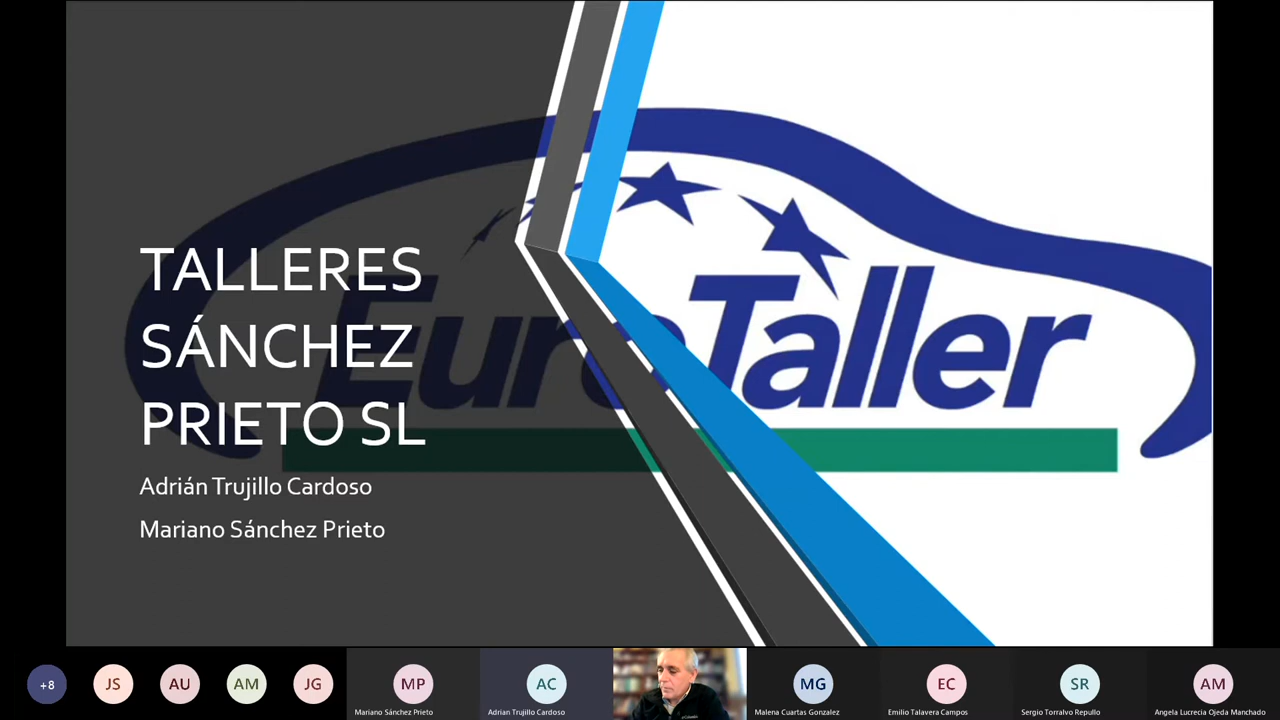 EuroTaller
TALLERES
SÁNCHEZ
PRIETO SL
Adrián Trujillo Cardoso
Mariano Sánchez Prieto
+8
JS
AU
AM
JG
MP
Mariano Sánchez Prieto
AC
Adrian Trujillo Cardoso
MG
Malena Cuartas Gonzalez
EC
Emilio Talavera Campos
SR
Sergio Torralvo Repullo
AM
Angela Lucrecia Ojeda Manchado